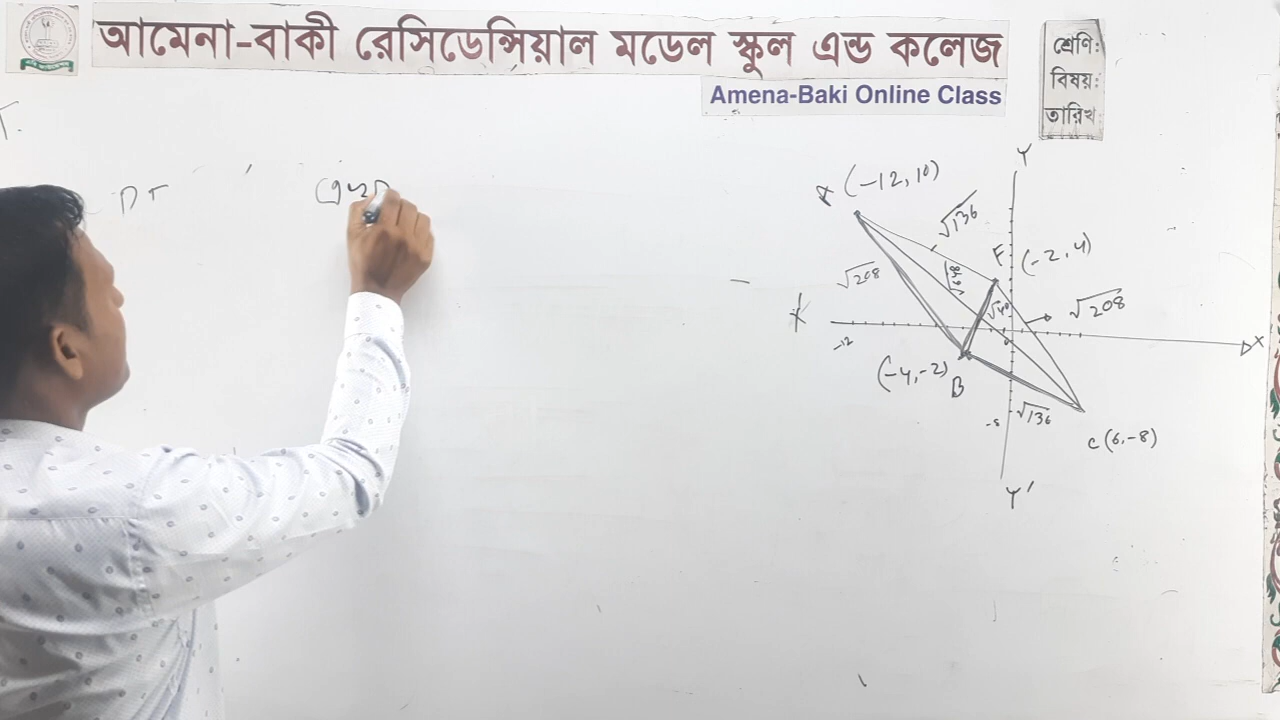 আমেনা-বাকী রেসিডেন্সিয়াল মডেল স্কুল এন্ড কলেজ
Amena-Baki Online Class
শ্রেণি:
বিষয়:
তারিখ:
(-12, 10)
√136
√208
F (-2, 4)
√40
√208
X
-12
(-4, -2)
B
√136
-8
C (6, -8)
Y
Y'